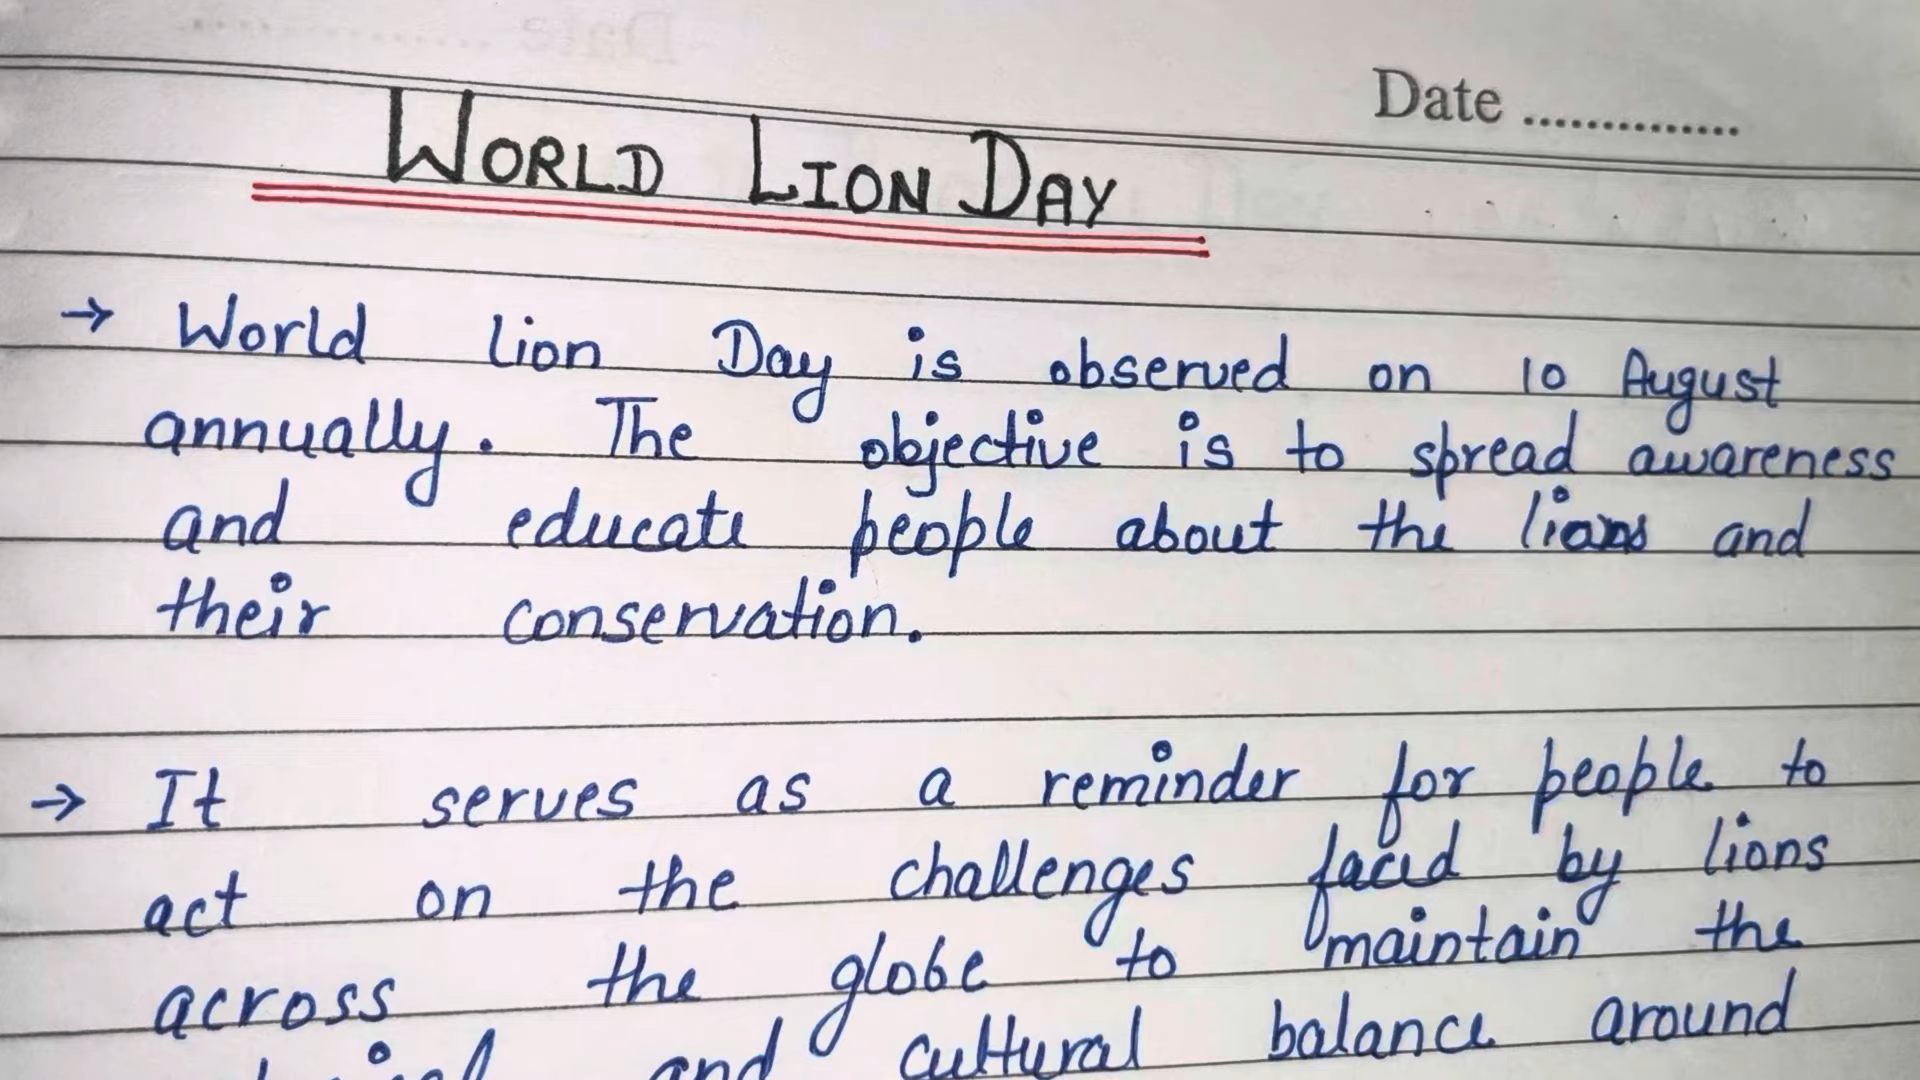 Date ..............
WORLD LION DAY
→ World lion Day is observed on 10 August
annually. The objective is to spread awareness
and educate people about the lions and
their conservation.
→ It serves as a reminder for people to
act on the challenges faced by lions
across the globe to maintain the
and cultural balance around